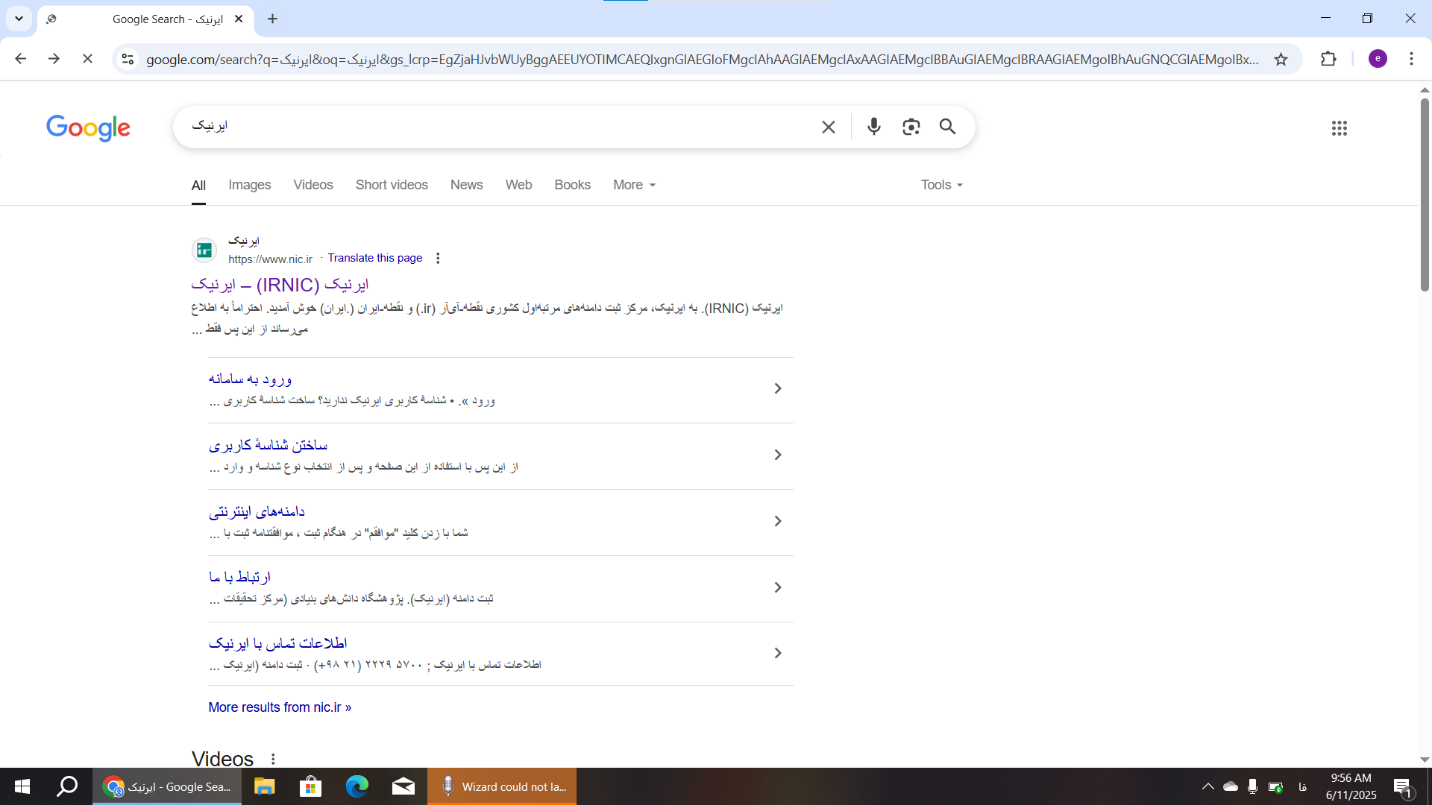 ایرنیک - Google Search
google.com/search?q=ایرنیک&oq=ایرنیک&gs_lcrp=EgZjaHJvbWUyBggAEEUYOTIMCAEQIxgnGIAEGIoFMgcIAhAAGIAEMgcIAxAAGIAEMgcIBBAuGIAEMgcIBRAAGIAEMgoIBhAuGNQCGIAEMgoIBx...
e
Google
ایرنیک
All Images Videos Short videos News Web Books More Tools
ایرنیک
https://www.nic.ir · Translate this page
ایرنیک (IRNIC) – ایرنیک
ایرنیک (IRNIC). به ایرنیک، مرکز ثبت دامنه‌های مرتبه‌اول کشوری نقطه-آی‌آر (ir.) و نقطه-ایران (.ایران) خوش آمدید. احتراماً به اطلاع
می‌رساند از این پس فقط ...
ورود به سامانه
ورود ». • شناسهٔ کاربری ایرنیک ندارید؟ ساخت شناسهٔ کاربری ...
ساختن شناسهٔ کاربری
از این پس با استفاده از این صفحه و پس از انتخاب نوع شناسه و وارد ...
دامنه‌های اینترنتی
شما با زدن کلید "موافقم" در هنگام ثبت ، موافقتنامه ثبت با ...
ارتباط با ما
ثبت دامنه (ایرنیک). پژوهشگاه دانش‌های بنیادی (مرکز تحقیقات ...
اطلاعات تماس با ایرنیک
اطلاعات تماس با ایرنیک ; ۵۷۰۰ ۲۲۲۹ (۲۱ ۹۸+) · ثبت دامنه (ایرنیک ...
More results from nic.ir »
Videos
ایرنیک - Google Sea...
Wizard could not la...
فا
9:56 AM
6/11/2025
1